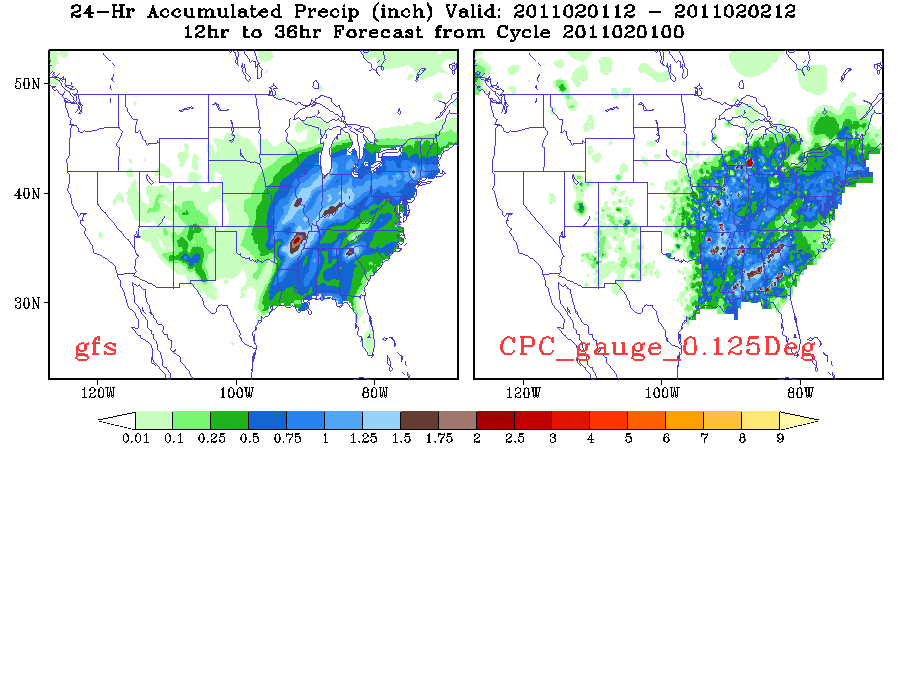 24-Hr Accumulated Precip (inch) Valid: 2011020112 - 2011020212
12hr to 36hr Forecast from Cycle 2011020100
50N
40N
30N
gfs
CPC_gauge_0.125Deg
120W 100W 80W 120W 100W 80W
0.01 0.1 0.25 0.5 0.75 1 1.25 1.5 1.75 2 2.5 3 4 5 6 7 8 9